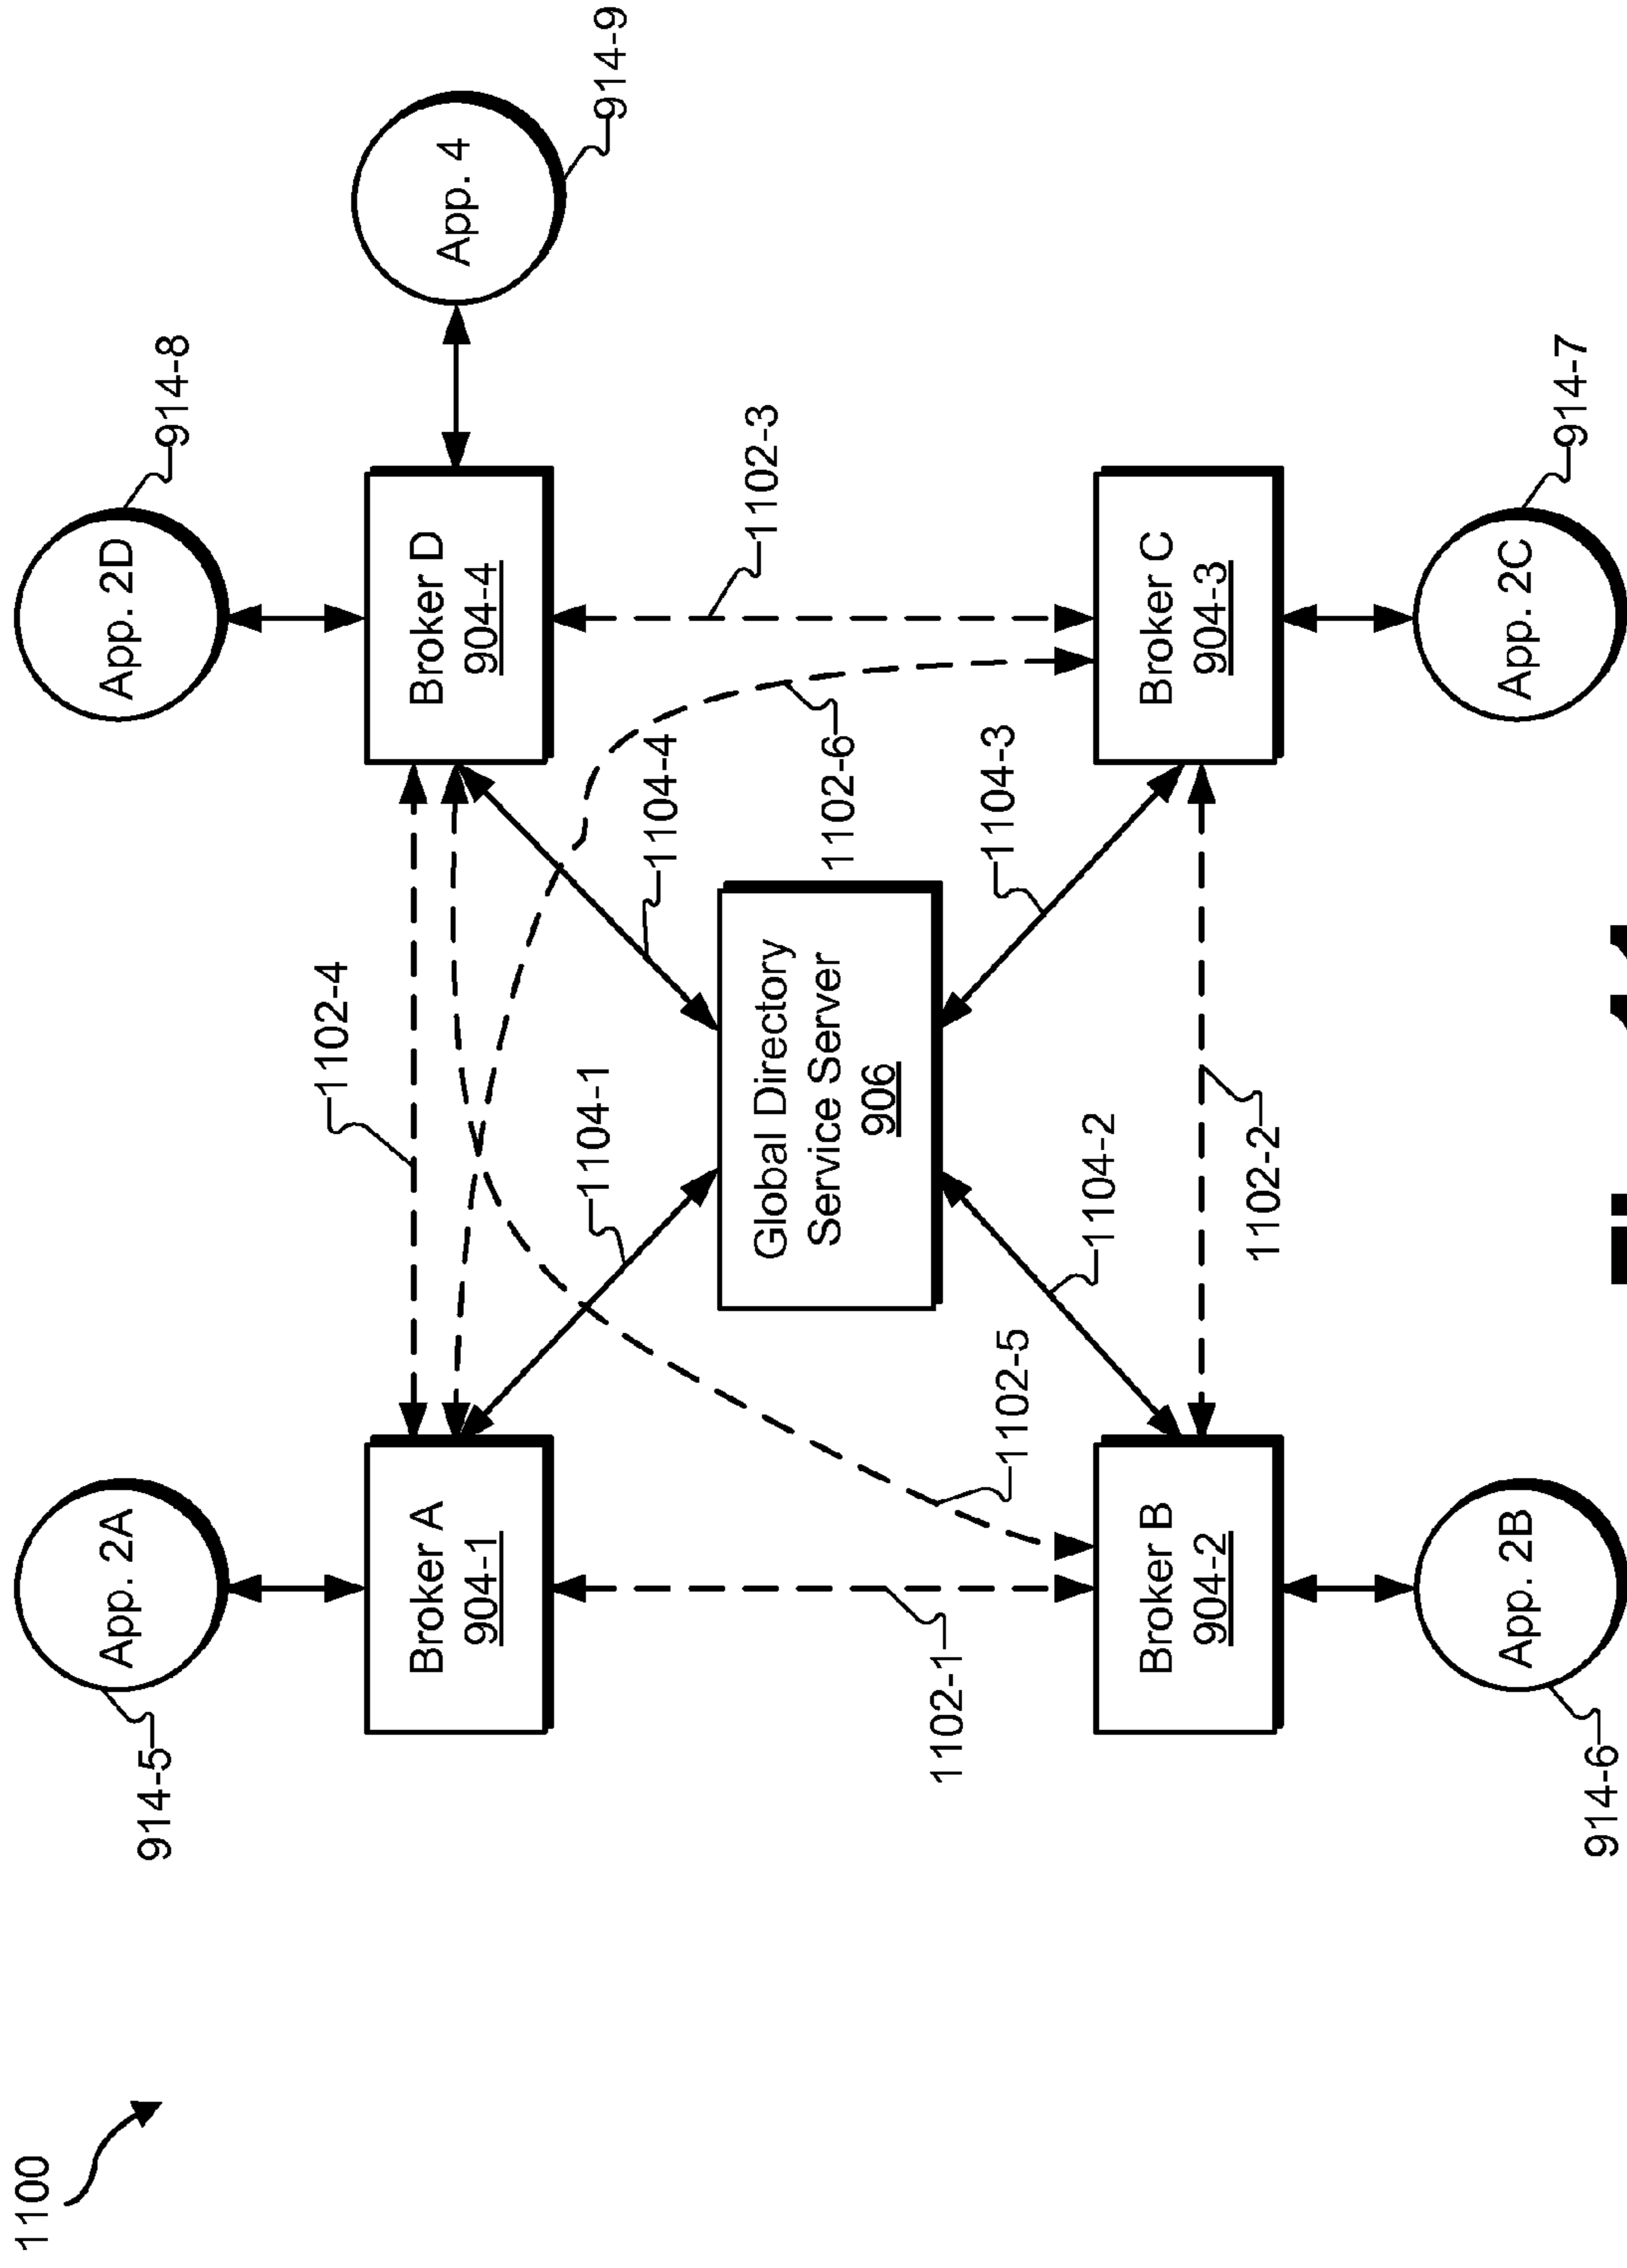 1100
App. 2A
App. 2D
914-5
914-8
1102-4
Broker A
904-1
Broker D
904-4
App. 4
914-9
1104-1
1104-4
1102-3
Global Directory
Service Server
906
1102-6
1102-1
1102-5
1104-3
1104-2
Broker B
904-2
Broker C
904-3
1102-2
App. 2B
App. 2C
914-6
914-7